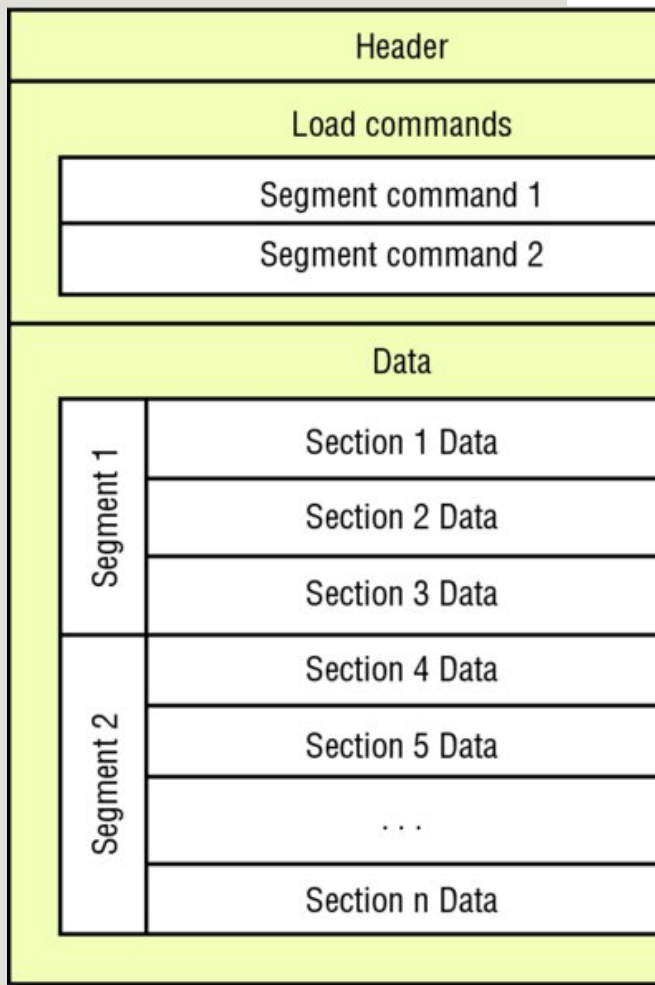 Header
Load commands
Segment command 1
Segment command 2
Data
Segment 1
Section 1 Data
Section 2 Data
Section 3 Data
Segment 2
Section 4 Data
Section 5 Data
. . .
Section n Data